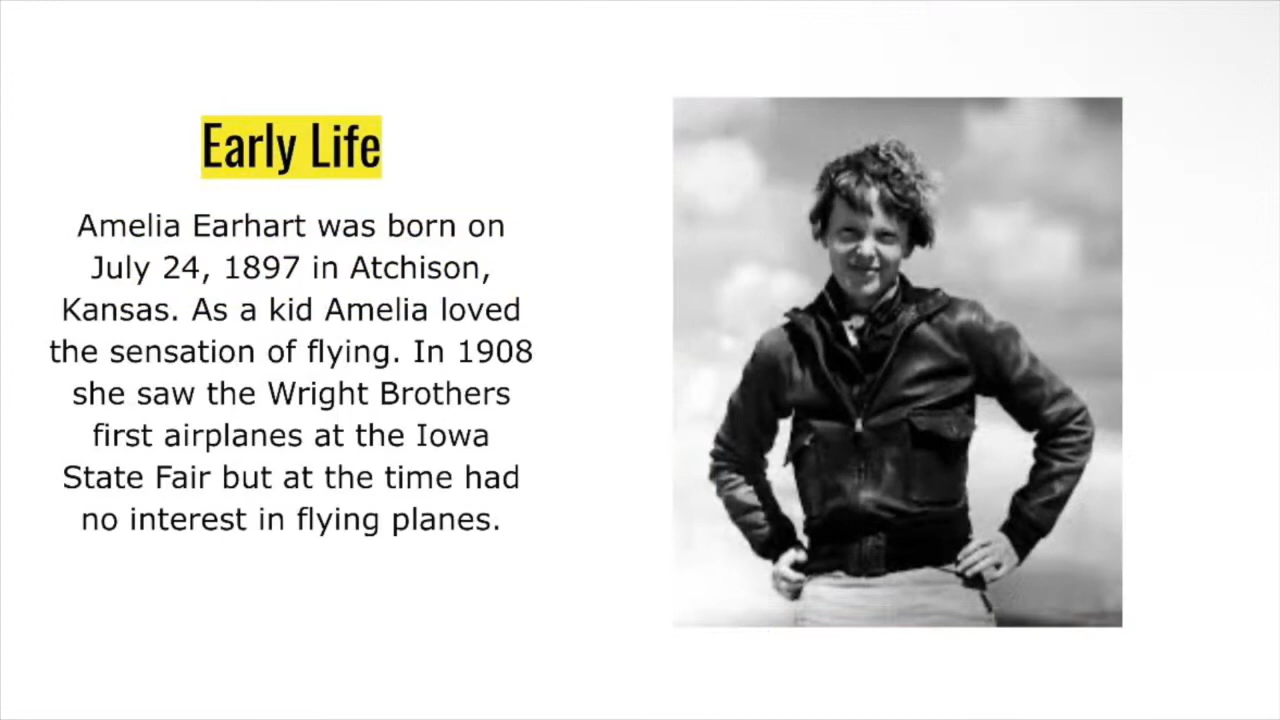 Early Life
Amelia Earhart was born on
July 24, 1897 in Atchison,
Kansas. As a kid Amelia loved
the sensation of flying. In 1908
she saw the Wright Brothers
first airplanes at the Iowa
State Fair but at the time had
no interest in flying planes.